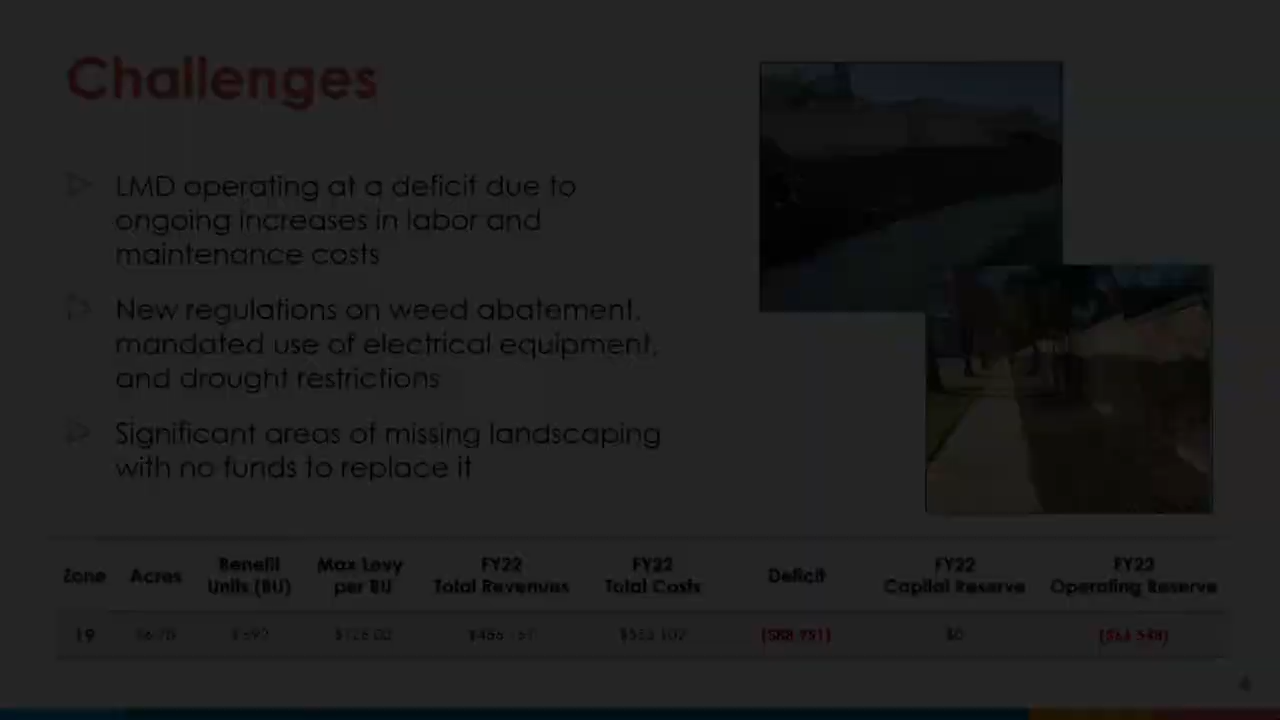 Challenges
LMD operating at a deficit due to
ongoing increases in labor and
maintenance costs
New regulations on weed abatement,
mandated use of electrical equipment,
and drought restrictions
Significant areas of missing landscaping
with no funds to replace it
Zone Acres Benefit Units (BU) Max Levy per BU FY22 Total Revenues FY22 Total Costs Deficit FY22 Capital Reserve FY22 Operating Reserve
19 $0
4